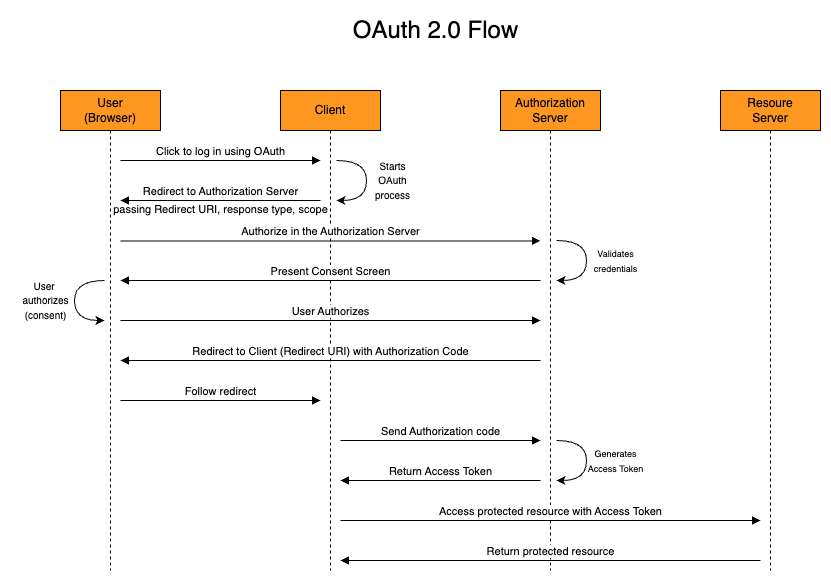 OAuth 2.0 Flow
User
(Browser)
Client
Authorization
Server
Resoure
Server
Click to log in using OAuth
Starts
OAuth
process
Redirect to Authorization Server
passing Redirect URI, response type, scope
Authorize in the Authorization Server
Validates
credentials
Present Consent Screen
User
authorizes
(consent)
User Authorizes
Redirect to Client (Redirect URI) with Authorization Code
Follow redirect
Send Authorization code
Generates
Access Token
Return Access Token
Access protected resource with Access Token
Return protected resource